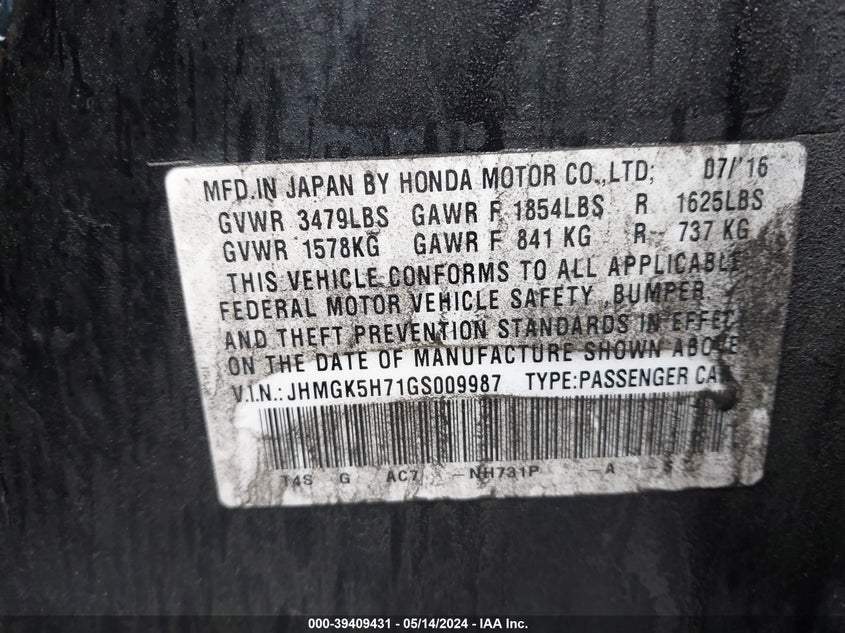 MFD.IN JAPAN BY HONDA MOTOR CO.,LTD; 07/'16
GVWR 3479LBS GAWR F 1854LBS R 1625LBS
GVWR 1578KG GAWR F 841 KG R 737 KG
THIS VEHICLE CONFORMS TO ALL APPLICABLE
FEDERAL MOTOR VEHICLE SAFETY ,BUMPER
AND THEFT PREVENTION STANDARDS IN EFFECT
ON THE DATE OF MANUFACTURE SHOWN ABOVE
V.I.N.: JHMGK5H71GS009987 TYPE:PASSENGER CA
T4S G AC7 -NH731P -A -S
000-39409431 - 05/14/2024 - IAA Inc.